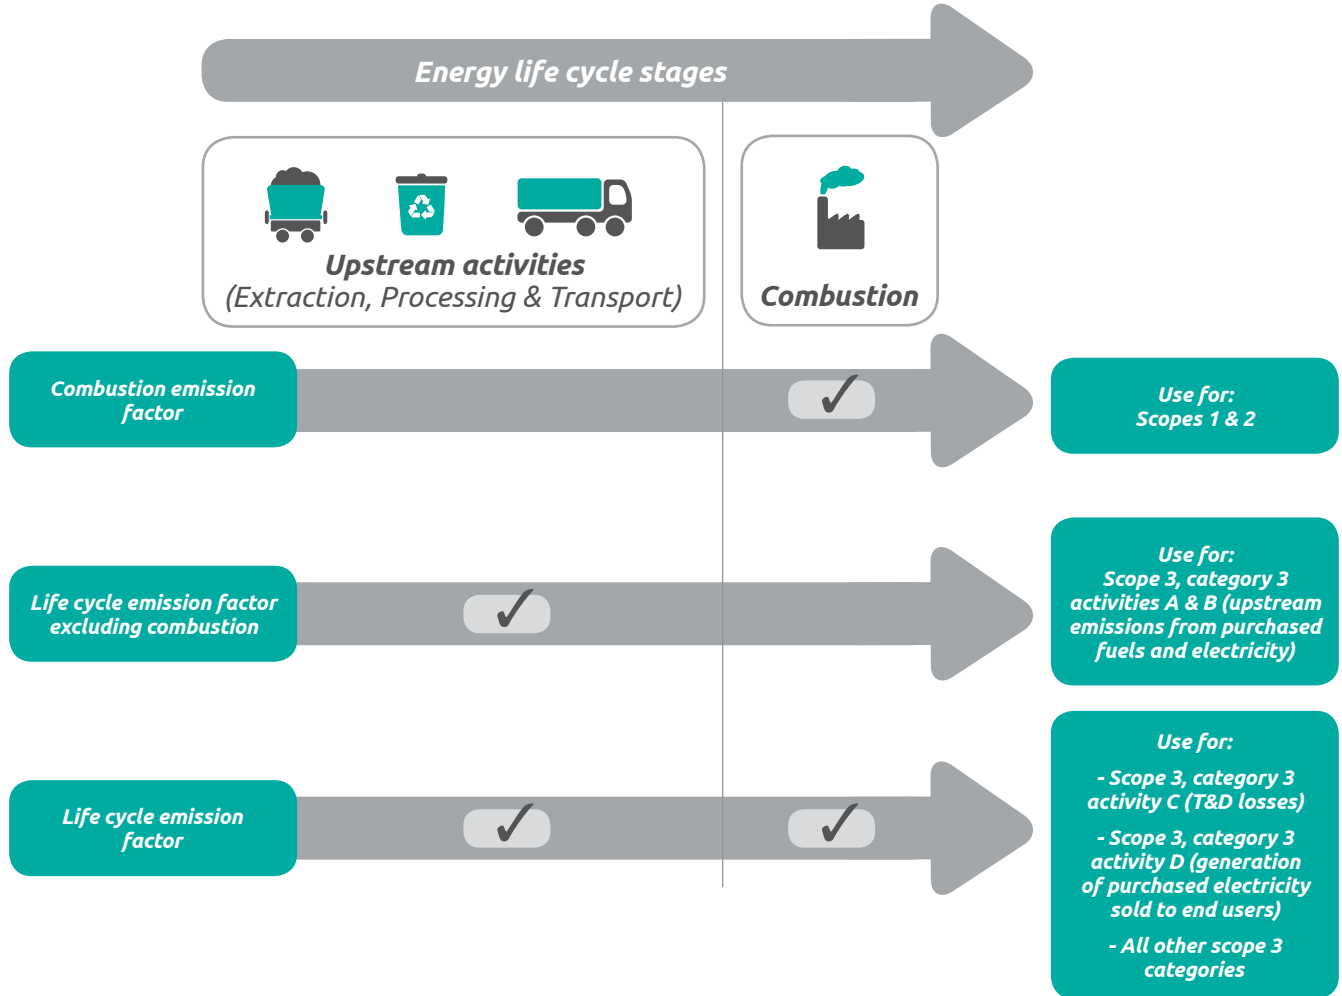 Energy life cycle stages
Upstream activities
(Extraction, Processing & Transport)
Combustion
Combustion emission
factor
Use for:
Scopes 1 & 2
Life cycle emission factor
excluding combustion
Use for:
Scope 3, category 3
activities A & B (upstream
emissions from purchased
fuels and electricity)
Life cycle emission
factor
Use for:
- Scope 3, category 3
activity C (T&D losses)
- Scope 3, category 3
activity D (generation
of purchased electricity
sold to end users)
- All other scope 3
categories